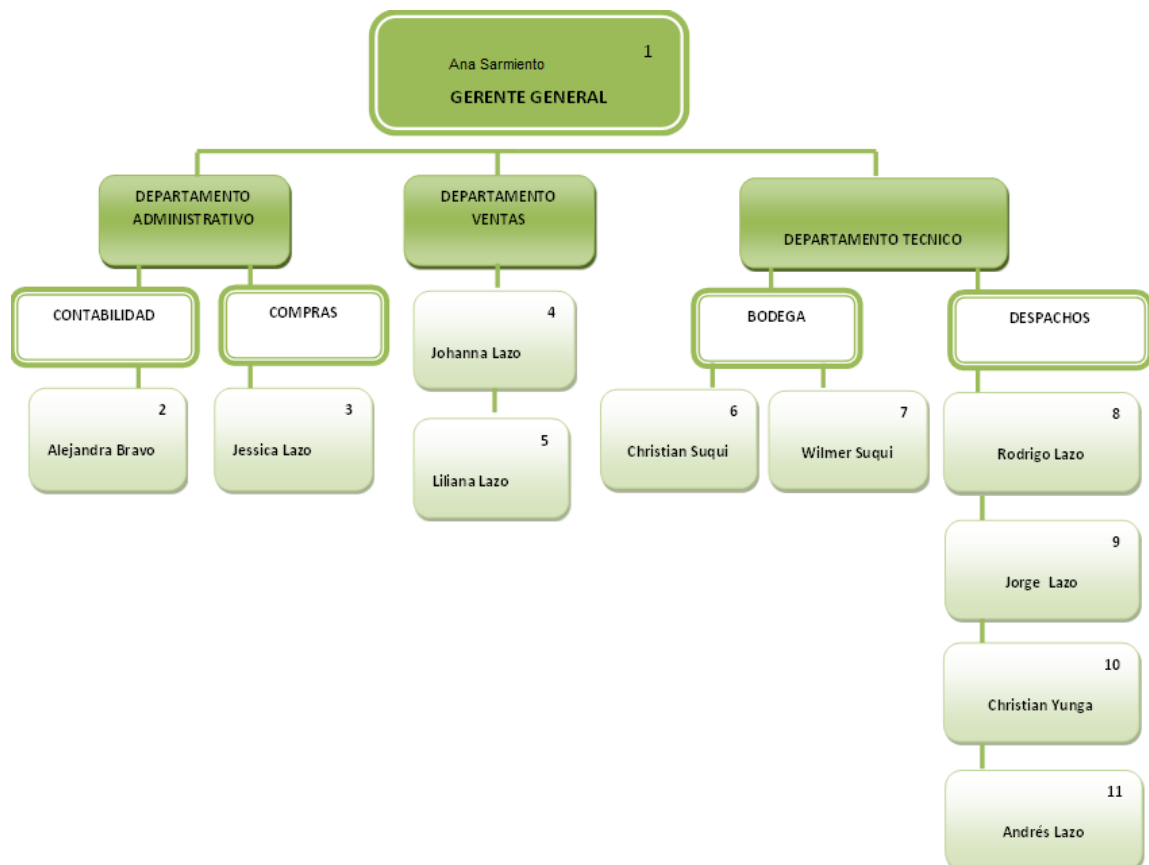 1
Ana Sarmiento
GERENTE GENERAL
DEPARTAMENTO
ADMINISTRATIVO
DEPARTAMENTO
VENTAS
DEPARTAMENTO TECNICO
CONTABILIDAD
COMPRAS
BODEGA
DESPACHOS
2
Alejandra Bravo
3
Jessica Lazo
4
Johanna Lazo
5
Liliana Lazo
6
Christian Suqui
7
Wilmer Suqui
8
Rodrigo Lazo
9
Jorge Lazo
10
Christian Yunga
11
Andrés Lazo